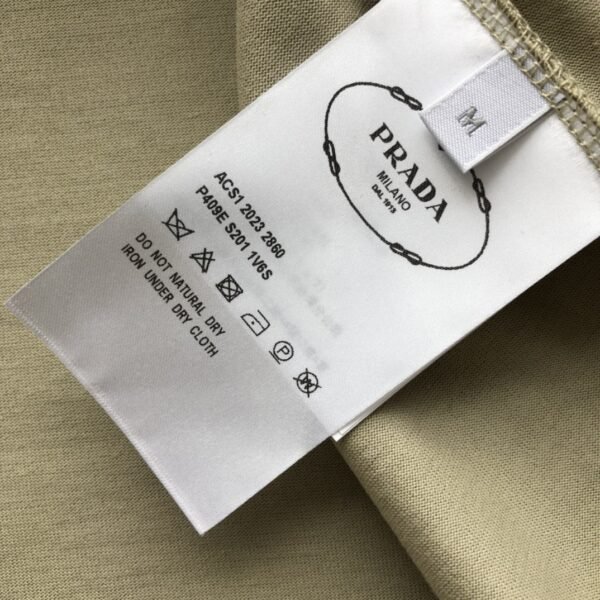 M
PRADA
MILANO
DAL 1913
ACS1 2023 2860
P409E S201 1V6S
DO NOT NATURAL DRY
IRON UNDER DRY CLOTH